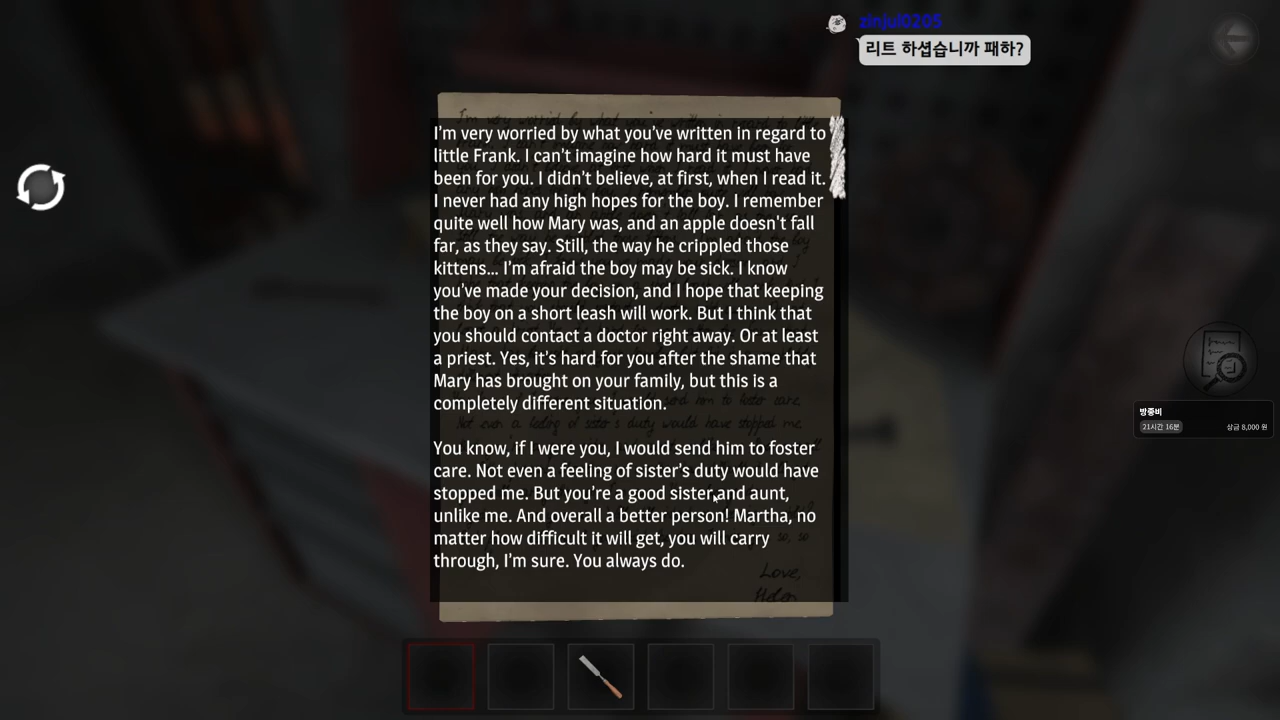 zinjul0205
리트 하셥습니까 패하?
I'm very worried by what you've written in regard to
little Frank. I can't imagine how hard it must have
been for you. I didn't believe, at first, when I read it.
I never had any high hopes for the boy. I remember
quite well how Mary was, and an apple doesn't fall
far, as they say. Still, the way he crippled those
kittens... I'm afraid the boy may be sick. I know
you've made your decision, and I hope that keeping
the boy on a short leash will work. But I think that
you should contact a doctor right away. Or at least
a priest. Yes, it's hard for you after the shame that
Mary has brought on your family, but this is a
completely different situation.
You know, if I were you, I would send him to foster
care. Not even a feeling of sister's duty would have
stopped me. But you're a good sister and aunt,
unlike me. And overall a better person! Martha, no
matter how difficult it will get, you will carry
through, I'm sure. You always do.
Love,
Helen
방종비
21시간 16분
상금 8,000 원